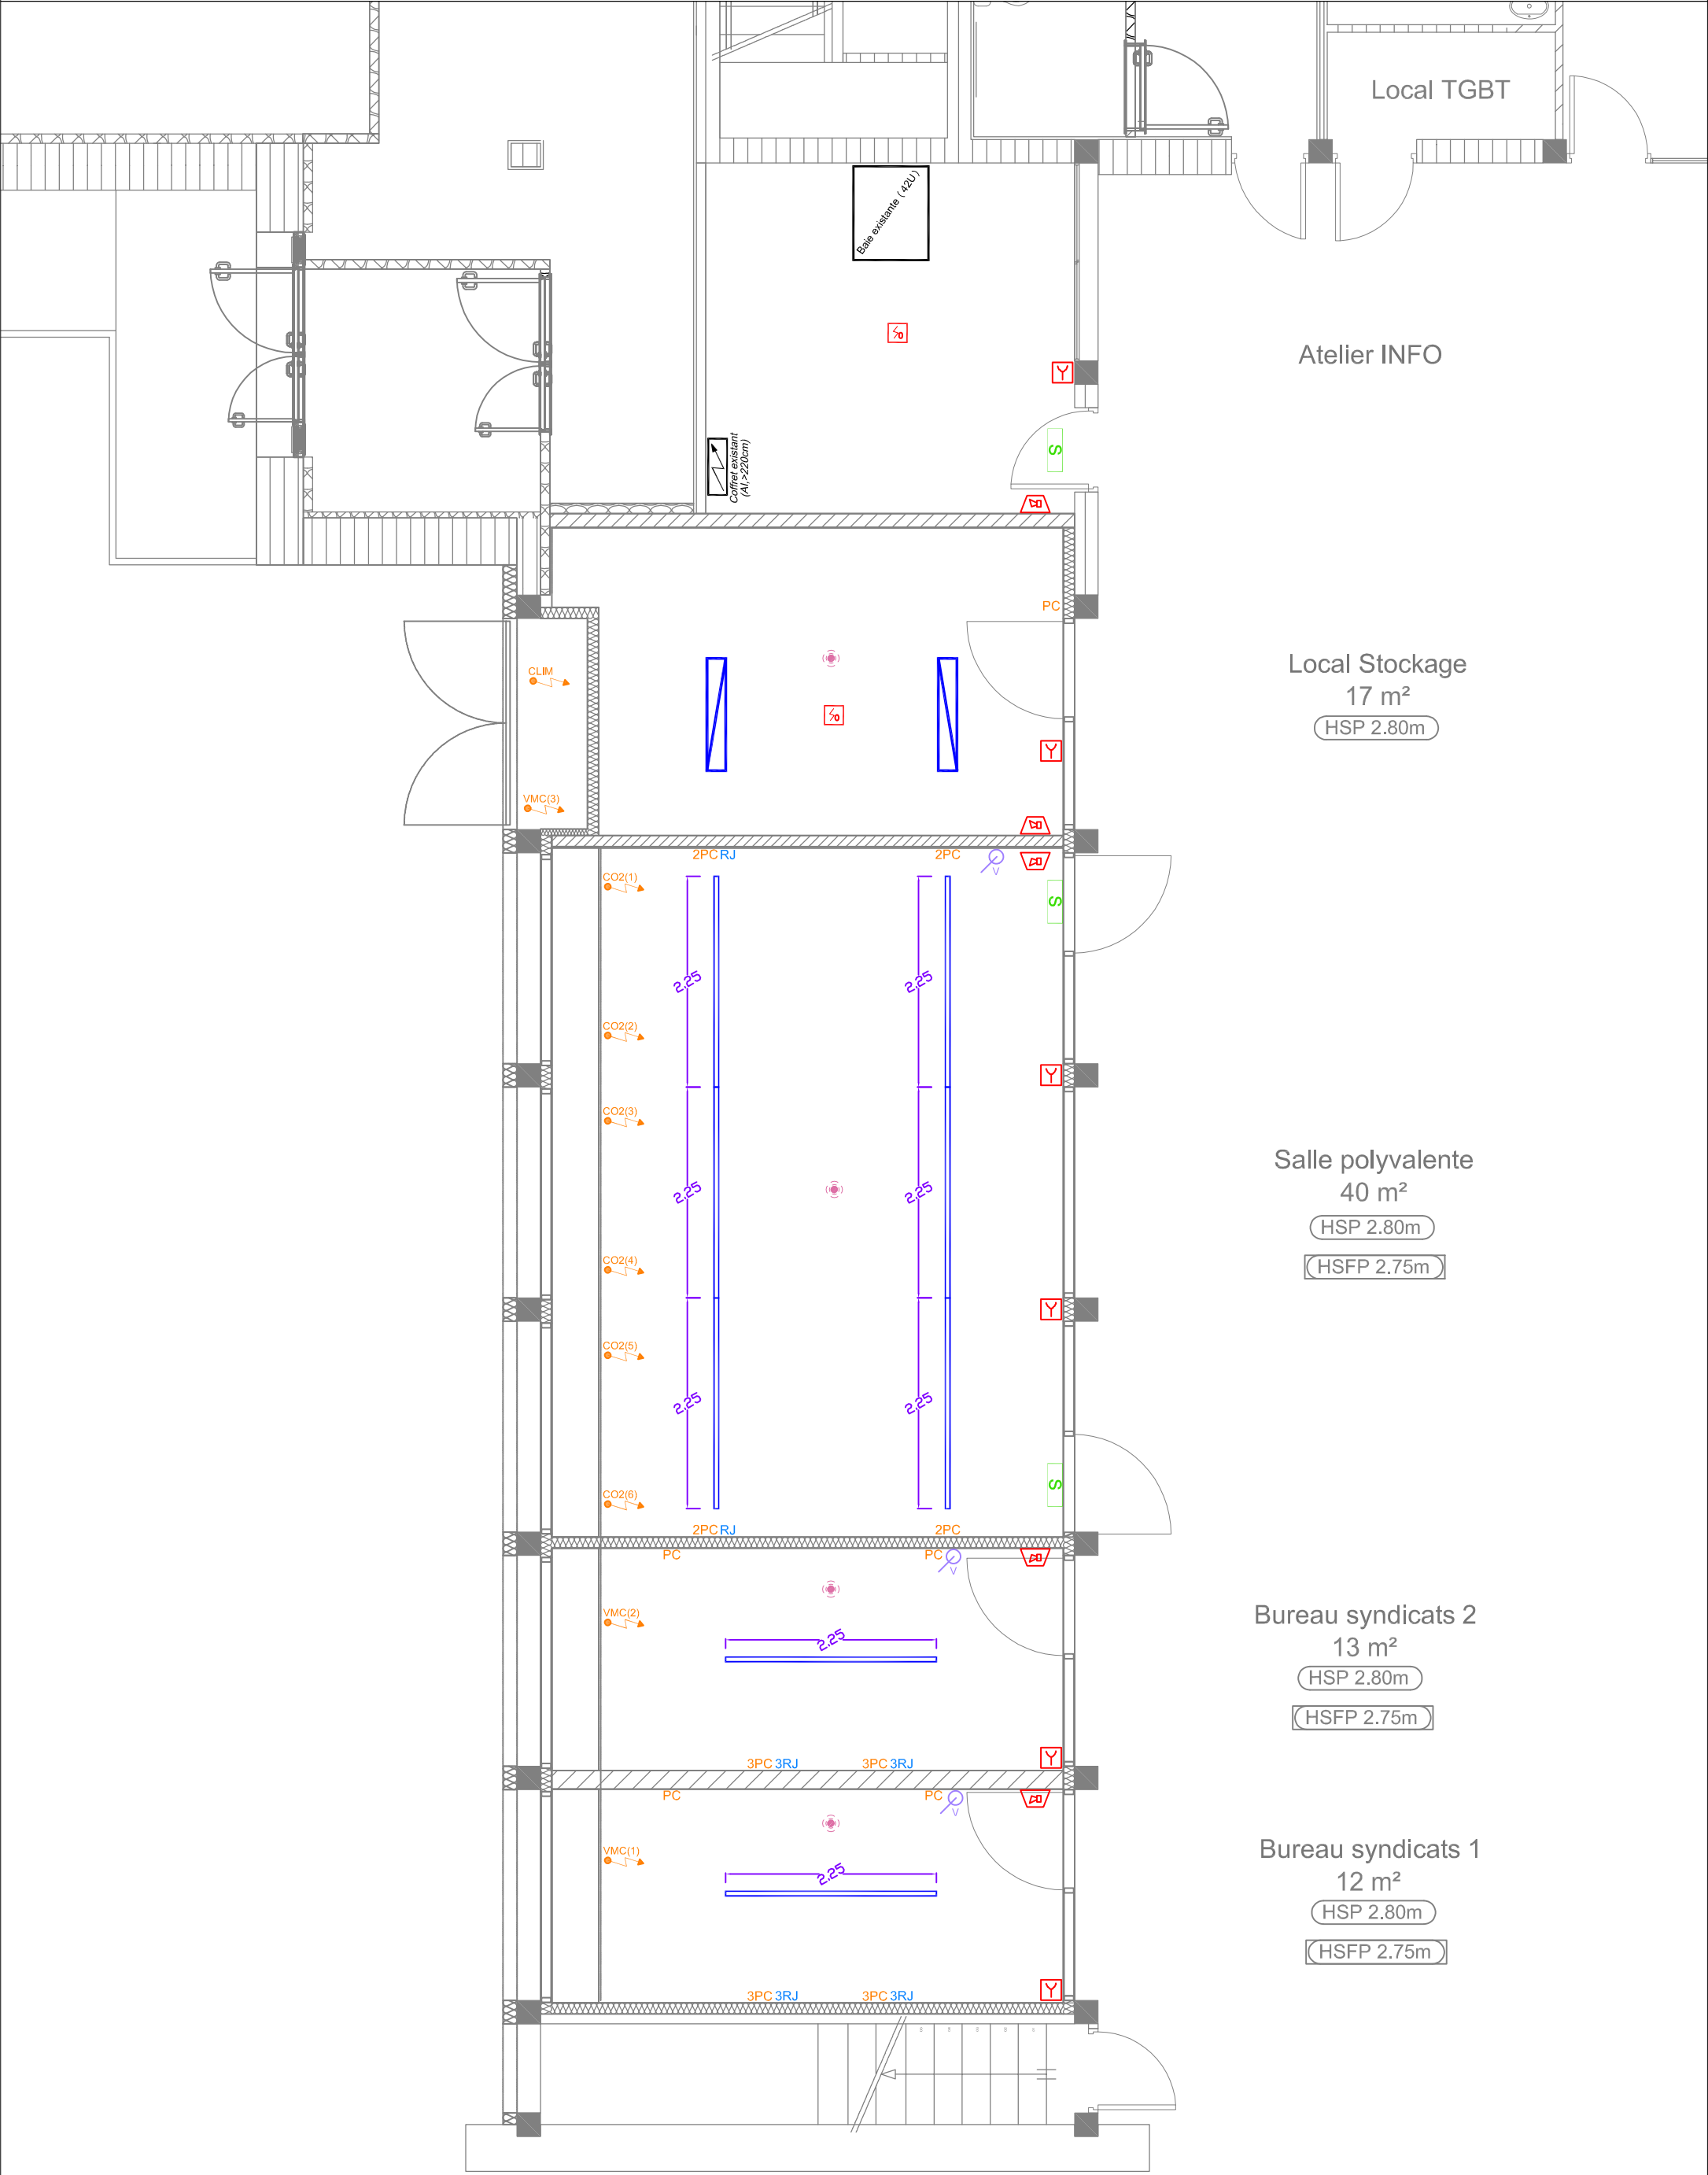 Local TGBT
Baie existante (42U)
Atelier INFO
S
Coffret existant
(Al,>220cm)
PC
CLIM
Local Stockage
17 m²
HSP 2.80m
VMC(3)
2PC RJ
2PC
V
CO2(1)
S
2.25
2.25
CO2(2)
CO2(3)
2.25
2.25
Salle polyvalente
40 m²
HSP 2.80m
HSFP 2.75m
CO2(4)
CO2(5)
2.25
2.25
CO2(6)
S
2PC RJ
2PC
PC
PC
V
VMC(2)
2.25
Bureau syndicats 2
13 m²
HSP 2.80m
HSFP 2.75m
3PC 3RJ
3PC 3RJ
PC
PC
V
VMC(1)
2.25
Bureau syndicats 1
12 m²
HSP 2.80m
HSFP 2.75m
3PC 3RJ
3PC 3RJ